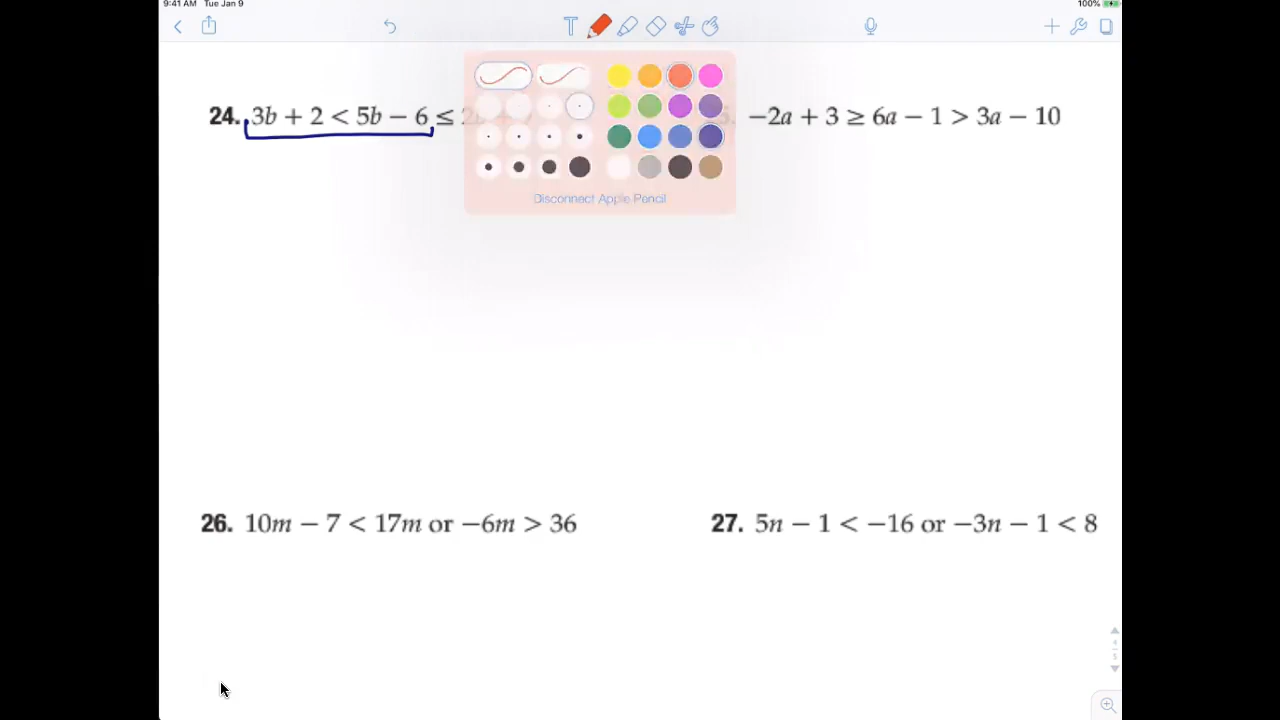 9:41 AM Tue Jan 9 100%
T
24. 3b + 2 < 5b − 6 ≤ −2a + 3 ≥ 6a − 1 > 3a − 10
Disconnect Apple Pencil
26. 10m − 7 < 17m or −6m > 36 27. 5n − 1 < −16 or −3n − 1 < 8